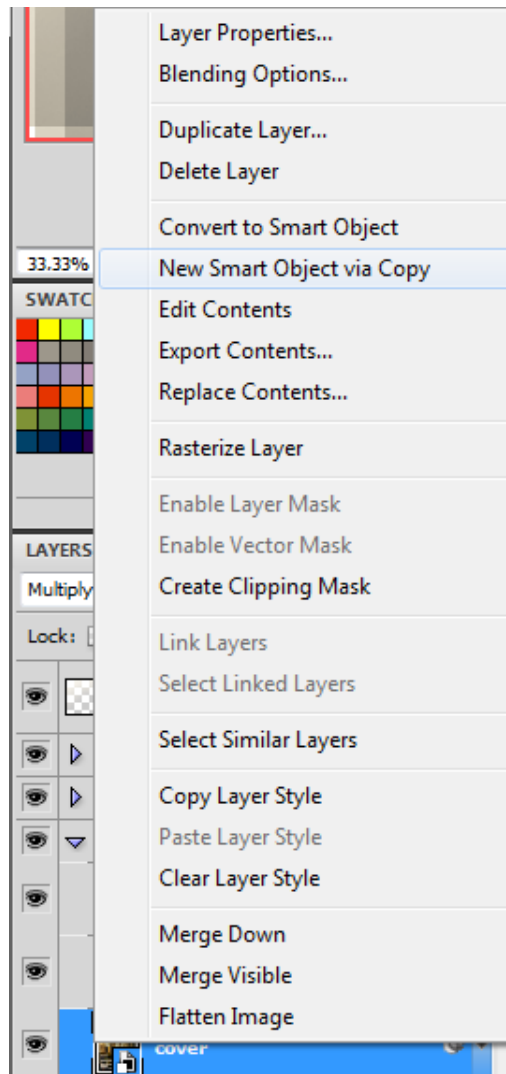 Layer Properties...
Blending Options...
Duplicate Layer...
Delete Layer
Convert to Smart Object
New Smart Object via Copy
Edit Contents
Export Contents...
Replace Contents...
Rasterize Layer
Enable Layer Mask
Enable Vector Mask
Create Clipping Mask
Link Layers
Select Linked Layers
Select Similar Layers
Copy Layer Style
Paste Layer Style
Clear Layer Style
Merge Down
Merge Visible
Flatten Image
33.33%
SWATC
LAYERS
Multiply
Lock:
cover